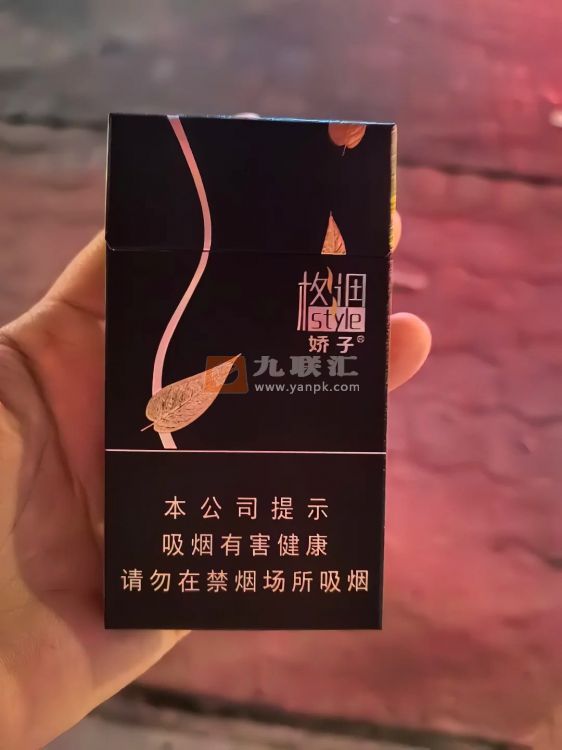 格调
style
娇子®
九联汇
www.yanpk.com
本公司提示
吸烟有害健康
请勿在禁烟场所吸烟